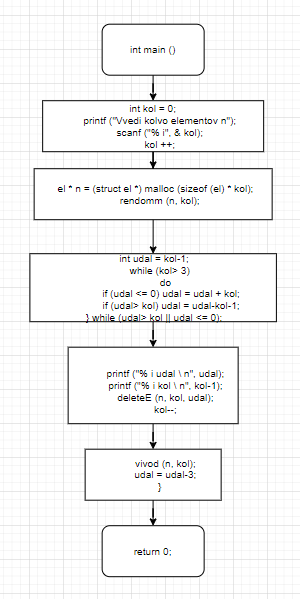 int main ()
int kol = 0;
printf ("Vvedi kolvo elementov n");
scanf ("% i", & kol);
kol ++;
el * n = (struct el *) malloc (sizeof (el) * kol);
rendomm (n, kol);
int udal = kol-1;
while (kol> 3)
do
if (udal <= 0) udal = udal + kol;
if (udal> kol) udal = udal-kol-1;
} while (udal> kol || udal <= 0);
printf ("% i udal \ n", udal);
printf ("% i kol \ n", kol-1);
deleteE (n, kol, udal);
kol--;
vivod (n, kol);
udal = udal-3;
}
return 0;